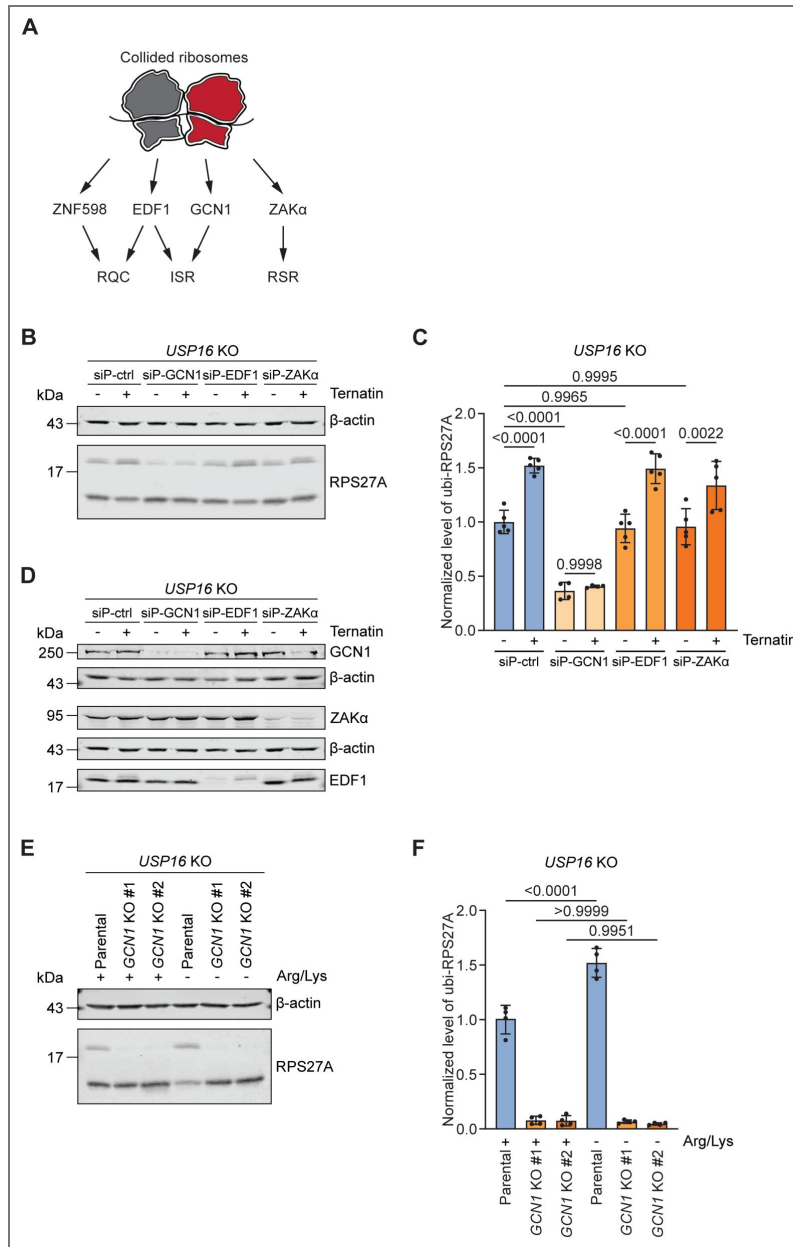 A
Collided ribosomes
ZNF598 EDF1 GCN1 ZAKα
RQC ISR RSR
B
USP16 KO
siP-ctrl siP-GCN1 siP-EDF1 siP-ZAKα
kDa - + - + - + - + Ternatin
43 β-actin
17 RPS27A
C
USP16 KO
0.9995
0.9965
<0.0001
<0.0001 <0.0001 0.0022
0.9998
Normalized level of ubi-RPS27A
2.0
1.5
1.0
0.5
0.0
- + - + - + - + Ternatin
siP-ctrl siP-GCN1 siP-EDF1 siP-ZAKα
D
USP16 KO
siP-ctrl siP-GCN1 siP-EDF1 siP-ZAKα
kDa - + - + - + - + Ternatin
250 GCN1
43 β-actin
95 ZAKα
43 β-actin
17 EDF1
E
USP16 KO
Parental GCN1 KO #1 GCN1 KO #2 Parental GCN1 KO #1 GCN1 KO #2
kDa + + + - - - Arg/Lys
43 β-actin
17 RPS27A
F
USP16 KO
<0.0001
>0.9999
0.9951
Normalized level of ubi-RPS27A
2.0
1.5
1.0
0.5
0.0
+ + + - - - Arg/Lys
Parental GCN1 KO #1 GCN1 KO #2 Parental GCN1 KO #1 GCN1 KO #2